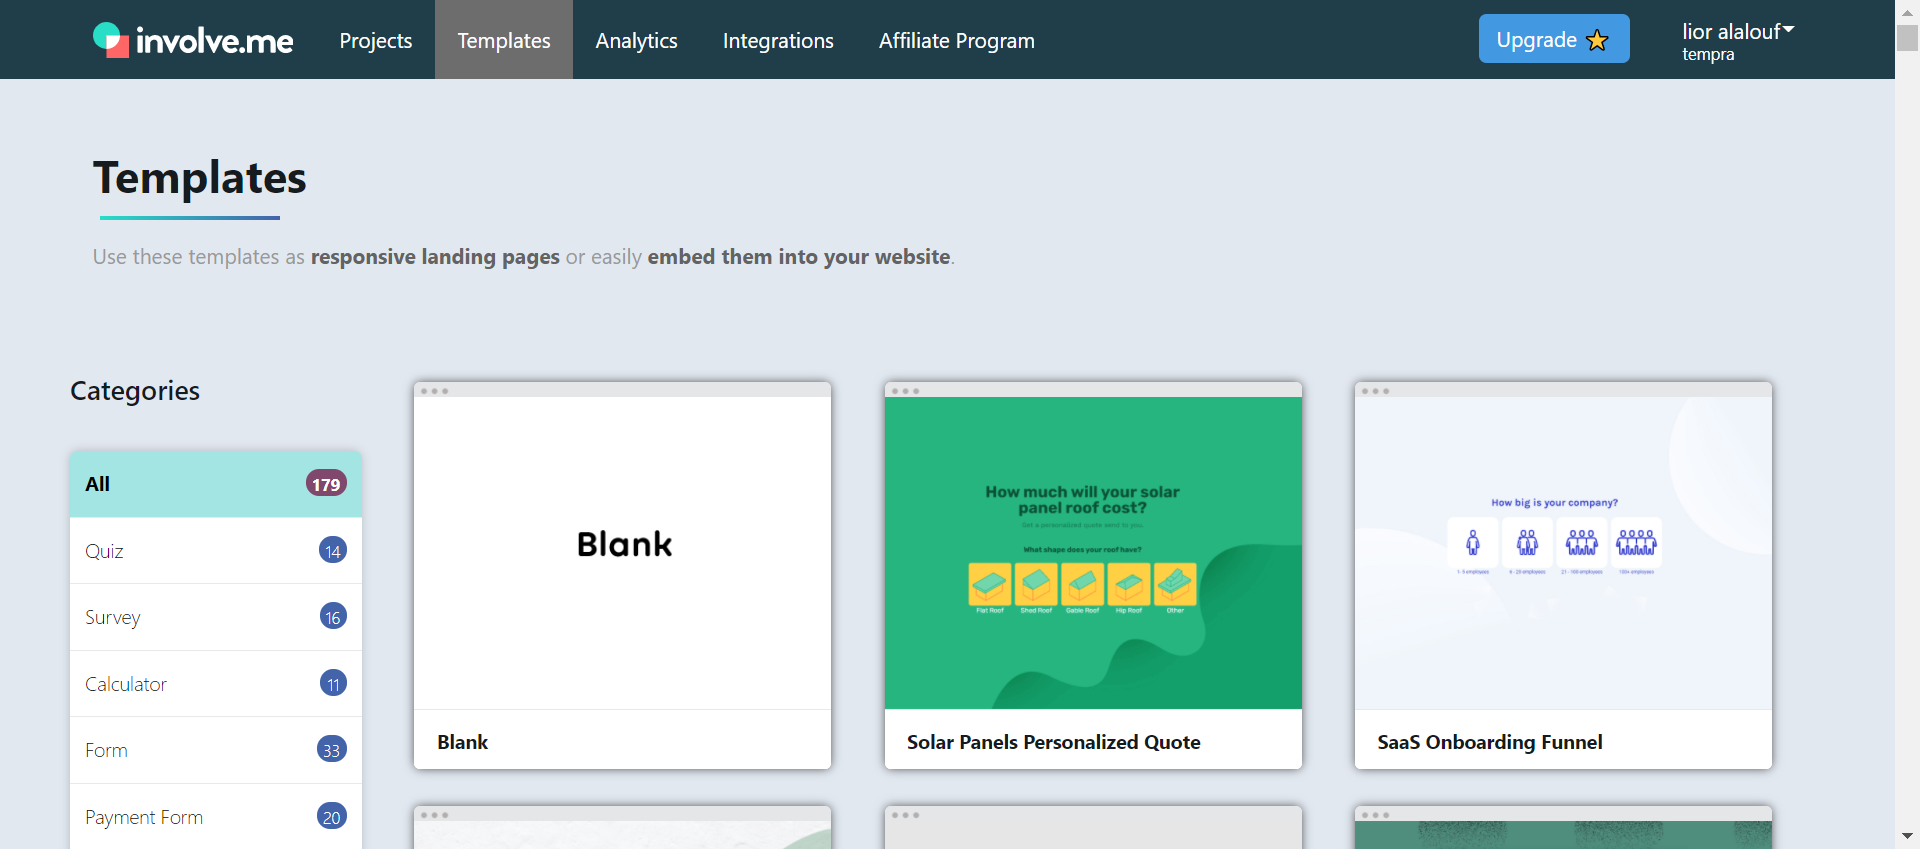 involve.me
Projects
Templates
Analytics
Integrations
Affiliate Program
Upgrade
lior alalouf
tempra
Templates
Use these templates as responsive landing pages or easily embed them into your website.
Categories
All 179
Quiz 14
Survey 16
Calculator 11
Form 33
Payment Form 20
Blank
Blank
How much will your solar
panel roof cost?
Get a personalized quote send to you.
What shape does your roof have?
Flat Roof
Shed Roof
Gable Roof
Hip Roof
Other
Solar Panels Personalized Quote
How big is your company?
1- 5 employees
6 - 20 employees
21 - 100 employees
100+ employees
SaaS Onboarding Funnel